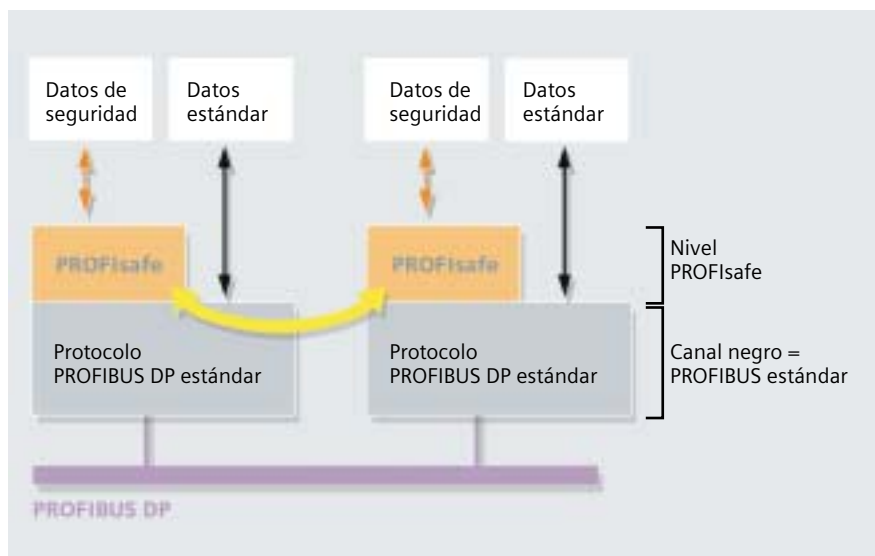 Datos de
seguridad
Datos
estándar
Datos de
seguridad
Datos
estándar
PROFIsafe
PROFIsafe
Nivel
PROFIsafe
Protocolo
PROFIBUS DP estándar
Protocolo
PROFIBUS DP estándar
Canal negro =
PROFIBUS estándar
PROFIBUS DP